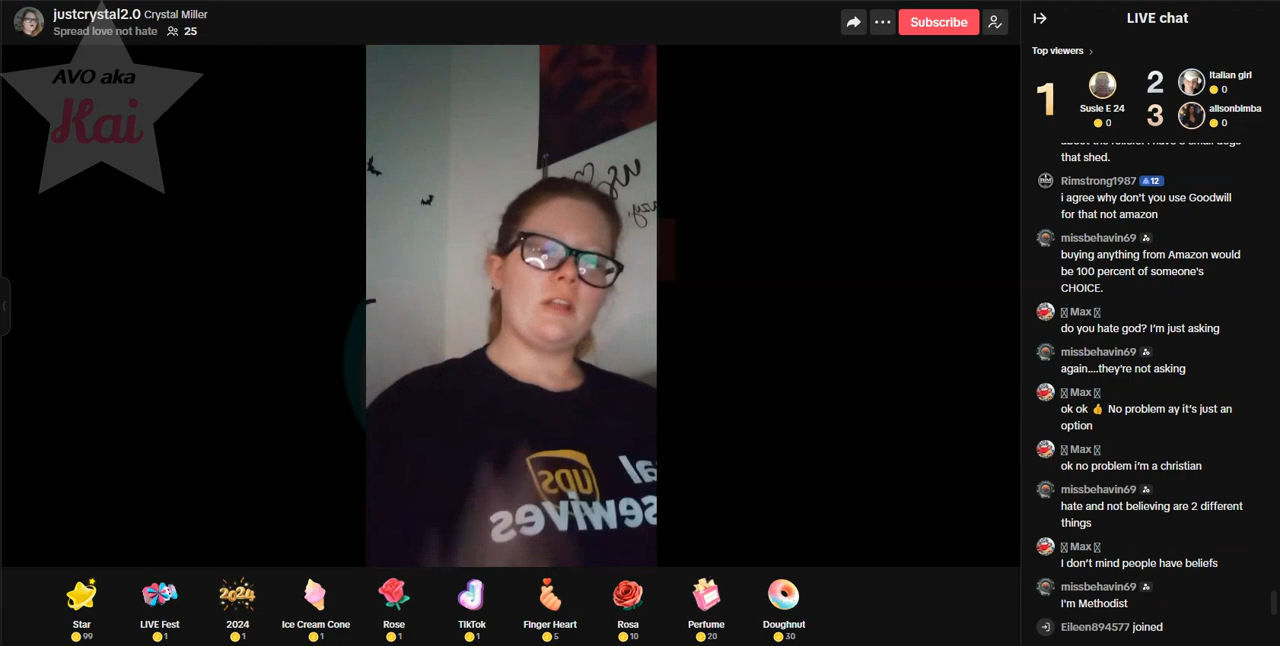 justcrystal2.0 Crystal Miller
Spread love not hate 25
Subscribe
AVO aka
Kai
us
ups
sewives
Star
99
LIVE Fest
1
2024
2024
1
Ice Cream Cone
1
Rose
1
TikTok
1
Finger Heart
5
Rosa
10
Perfume
20
Doughnut
30
LIVE chat
Top viewers
1
Susie E 24
0
2
Italian girl
0
3
alisonbimba
0
that shed.
Rimstrong1987 12
i agree why don't you use Goodwill
for that not amazon
missbehavin69
buying anything from Amazon would
be 100 percent of someone's
CHOICE.
Max
do you hate god? I'm just asking
missbehavin69
again....they're not asking
Max
ok ok 👍 No problem ay it's just an
option
Max
ok no problem i'm a christian
missbehavin69
hate and not believing are 2 different
things
Max
I don't mind people have beliefs
missbehavin69
I'm Methodist
Eileen894577 joined